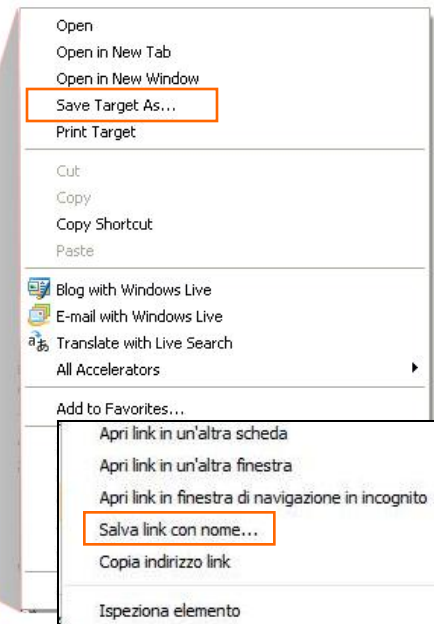 Open
Open in New Tab
Open in New Window
Save Target As...
Print Target
Cut
Copy
Copy Shortcut
Paste
Blog with Windows Live
E-mail with Windows Live
Translate with Live Search
All Accelerators
Add to Favorites...
Apri link in un'altra scheda
Apri link in un'altra finestra
Apri link in finestra di navigazione in incognito
Salva link con nome...
Copia indirizzo link
Ispeziona elemento